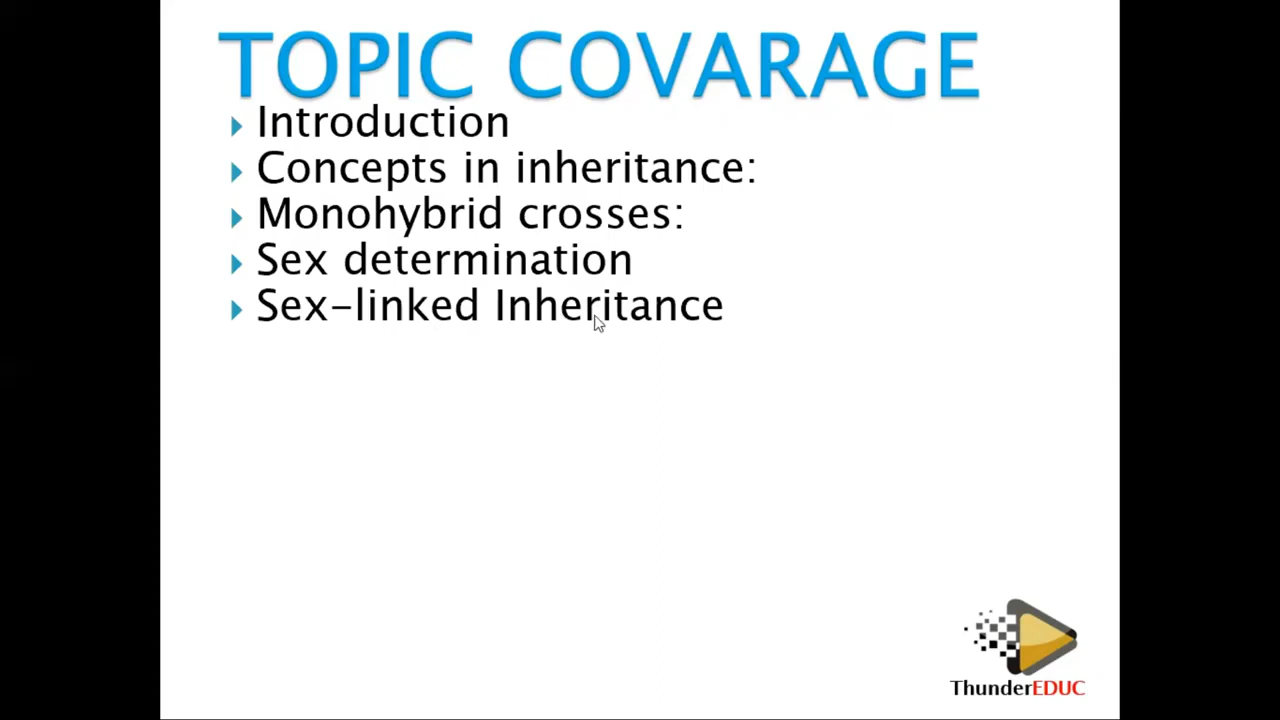 TOPIC COVARAGE
Introduction
Concepts in inheritance:
Monohybrid crosses:
Sex determination
Sex-linked Inheritance
ThunderEDUC